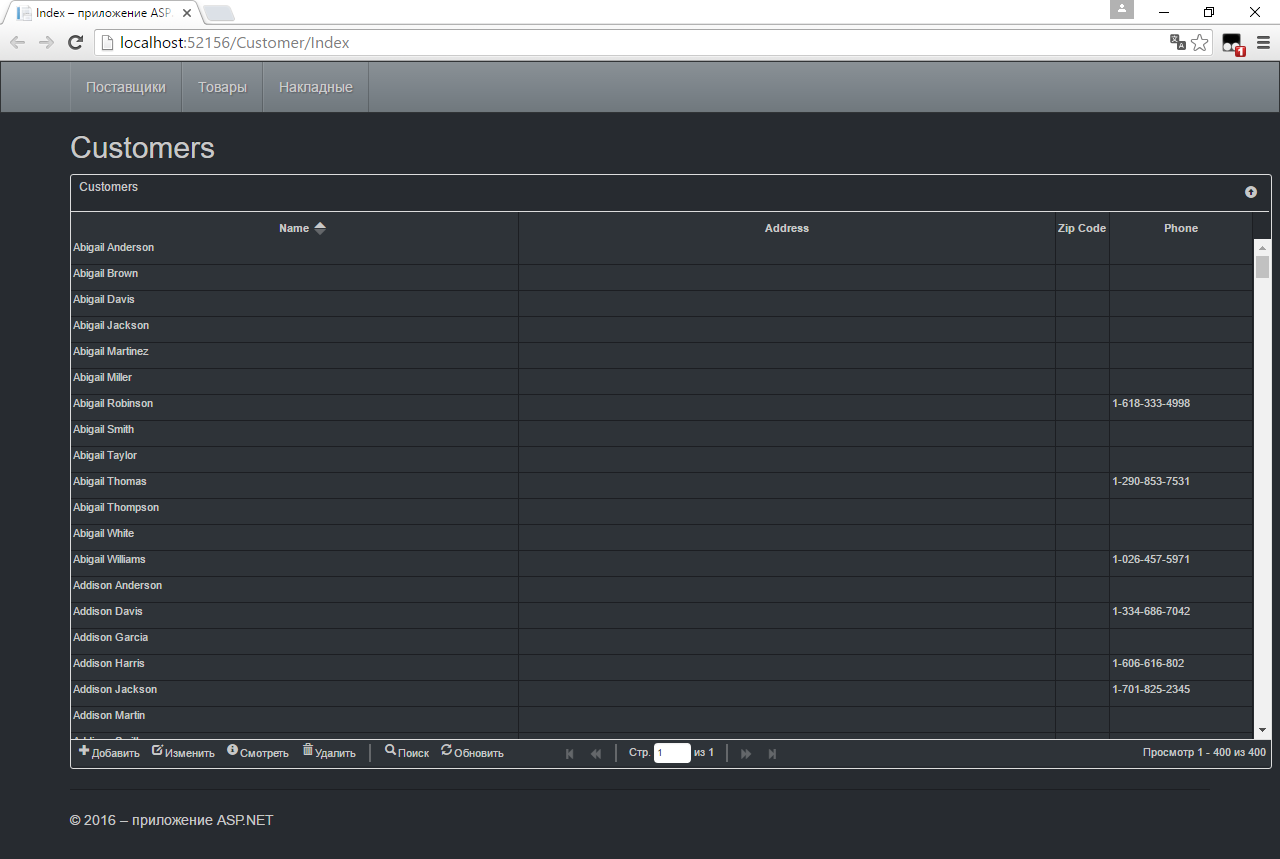 Index – приложение ASP
localhost:52156/Customer/Index
1
Поставщики Товары Накладные
Customers
Customers
Name Address Zip Code Phone
Abigail Anderson
Abigail Brown
Abigail Davis
Abigail Jackson
Abigail Martinez
Abigail Miller
Abigail Robinson 1-618-333-4998
Abigail Smith
Abigail Taylor
Abigail Thomas 1-290-853-7531
Abigail Thompson
Abigail White
Abigail Williams 1-026-457-5971
Addison Anderson
Addison Davis 1-334-686-7042
Addison Garcia
Addison Harris 1-606-616-802
Addison Jackson 1-701-825-2345
Addison Martin
Добавить Изменить Смотреть Удалить Поиск Обновить Стр. 1 из 1 Просмотр 1 - 400 из 400
© 2016 – приложение ASP.NET